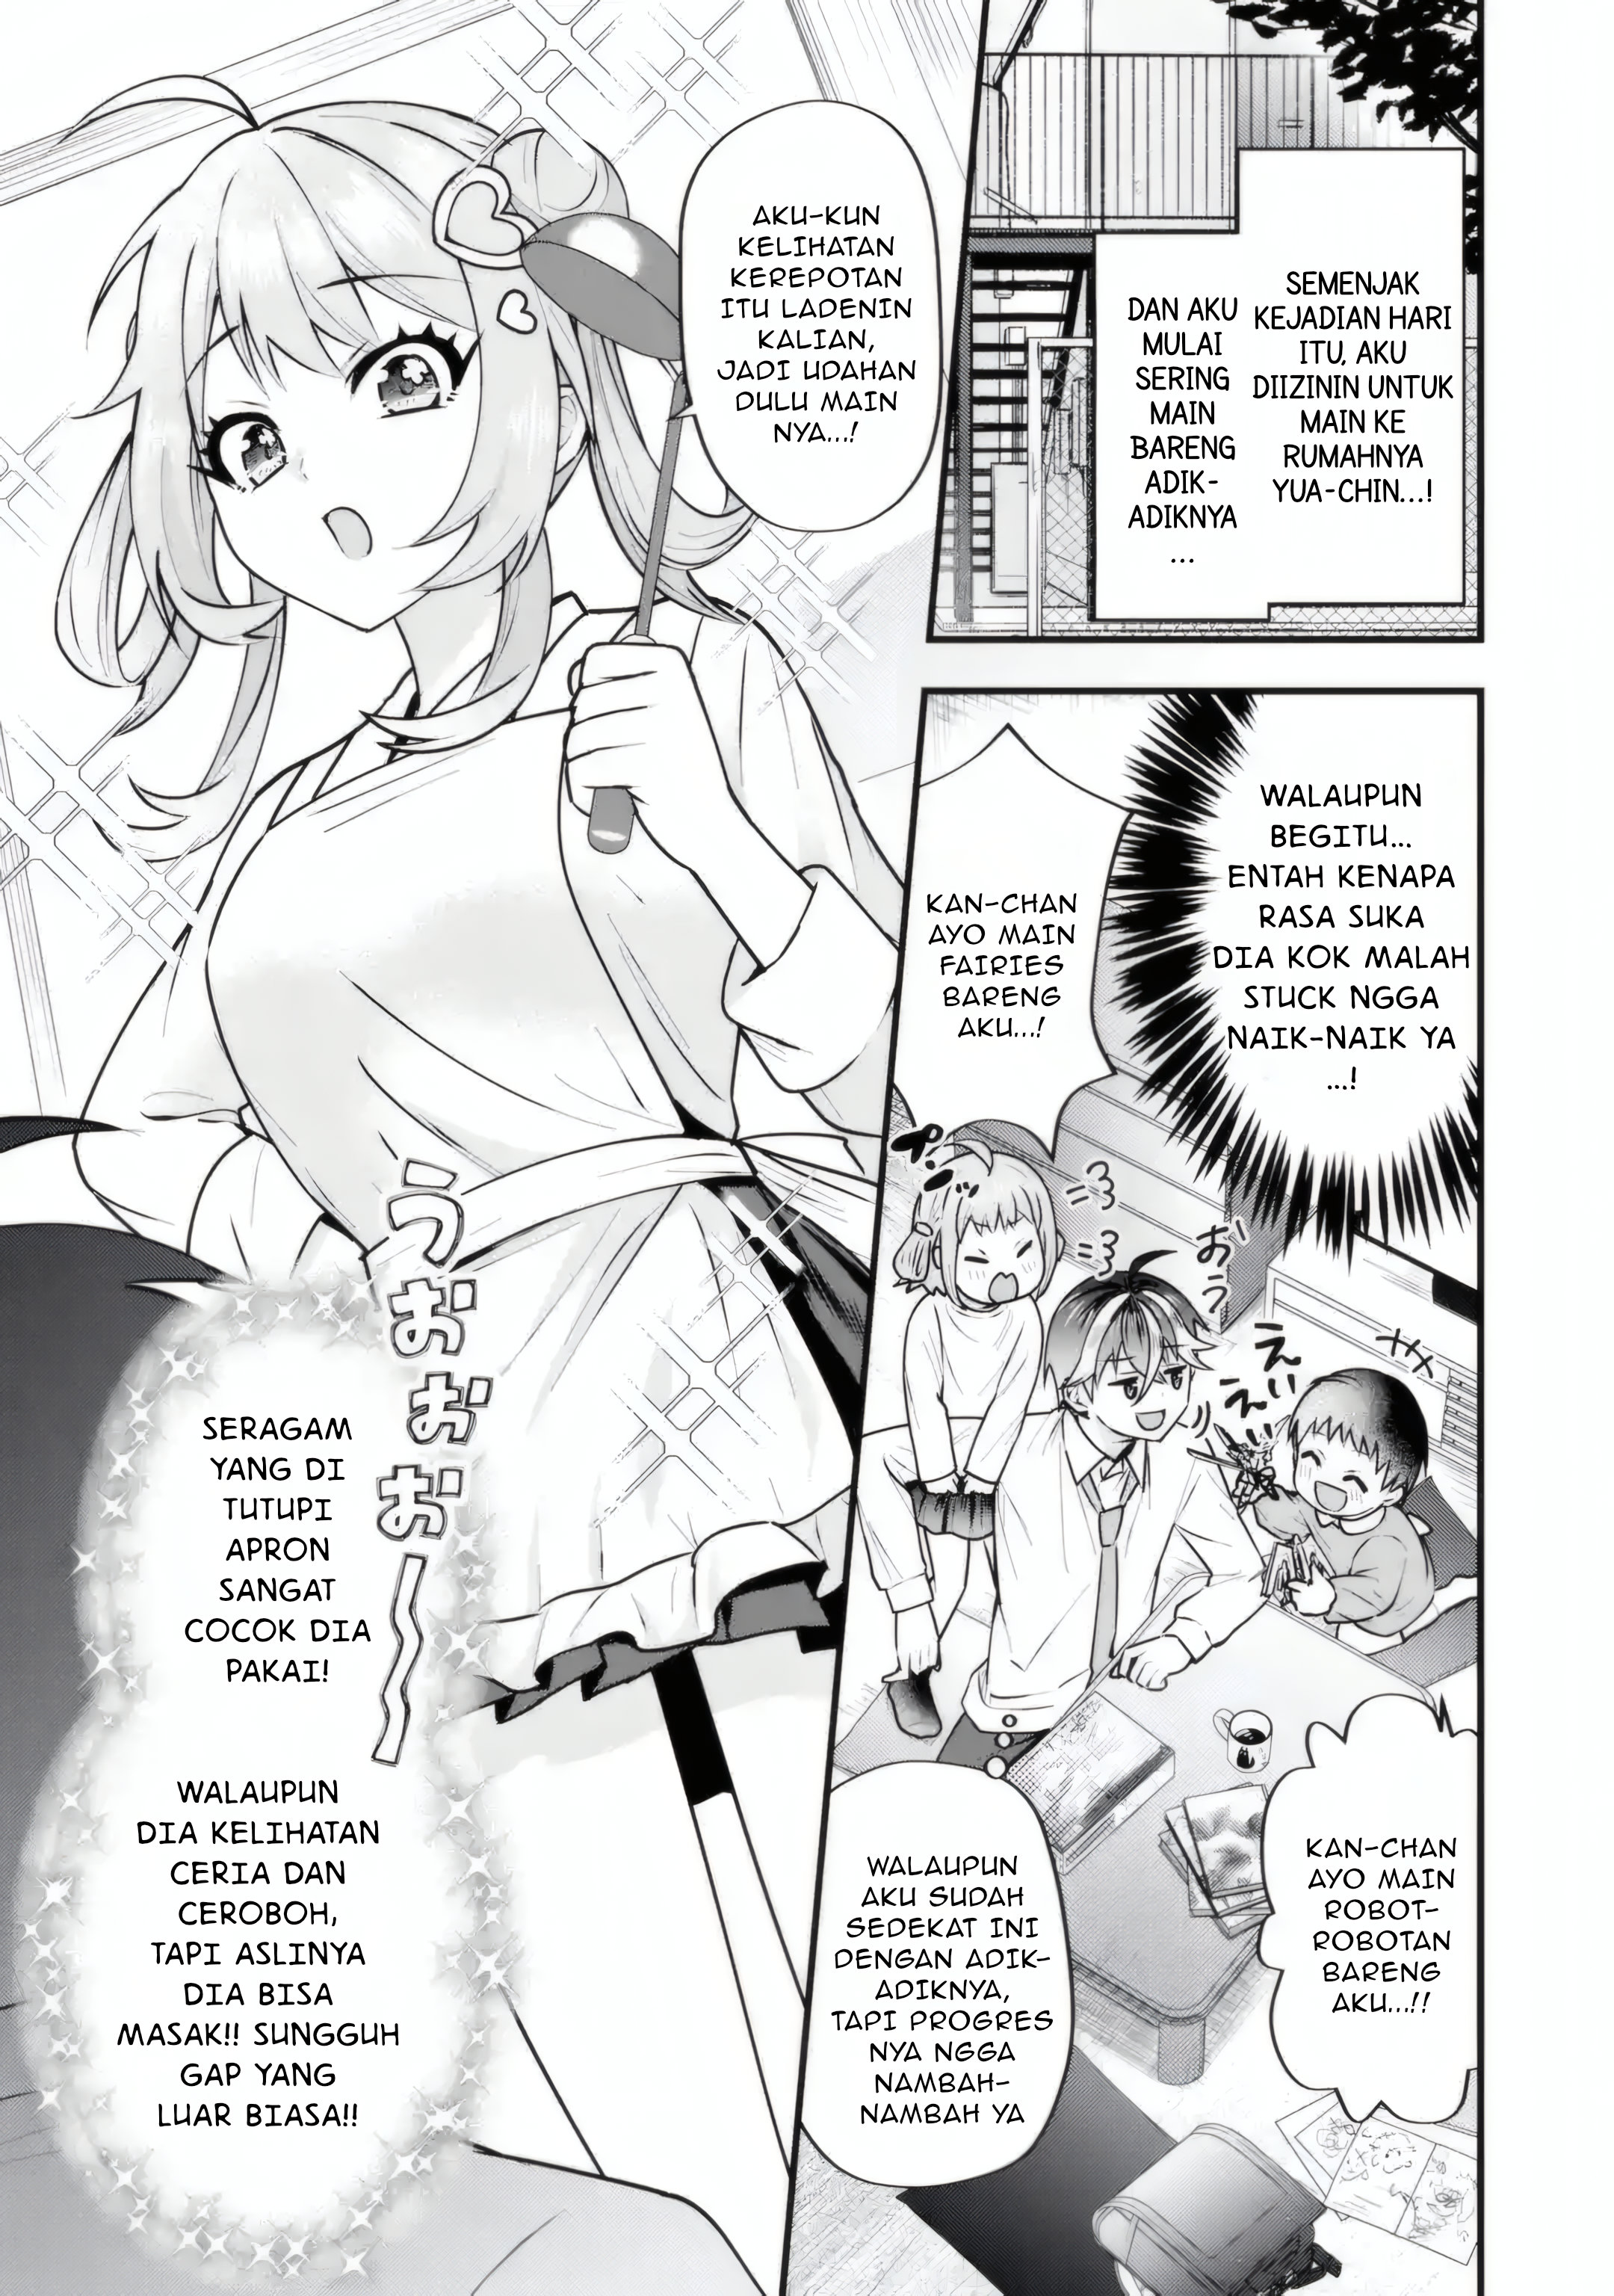 SEMENJAK
KEJADIAN HARI
ITU, AKU
DIIZININ UNTUK
MAIN KE
RUMAHNYA
YUA-CHIN...!
DAN AKU
MULAI
SERING
MAIN
BARENG
ADIK-
ADIKNYA
...
WALAUPUN
BEGITU...
ENTAH KENAPA
RASA SUKA
DIA KOK MALAH
STUCK NGGA
NAIK-NAIK YA
...!
KAN-CHAN
AYO MAIN
FAIRIES
BARENG
AKU...!
おう
ええい
KAN-CHAN
AYO MAIN
ROBOT-
ROBOTAN
BARENG
AKU...!!
WALAUPUN
AKU SUDAH
SEDEKAT INI
DENGAN ADIK-
ADIKNYA,
TAPI PROGRES
NYA NGGA
NAMBAH-
NAMBAH YA
AKU-KUN
KELIHATAN
KEREPOTAN
ITU LADENIN
KALIAN,
JADI UDAHAN
DULU MAIN
NYA...!
うおぉぉ〜
SERAGAM
YANG DI
TUTUPI
APRON
SANGAT
COCOK DIA
PAKAI!
WALAUPUN
DIA KELIHATAN
CERIA DAN
CEROBOH,
TAPI ASLINYA
DIA BISA
MASAK!! SUNGGUH
GAP YANG
LUAR BIASA!!